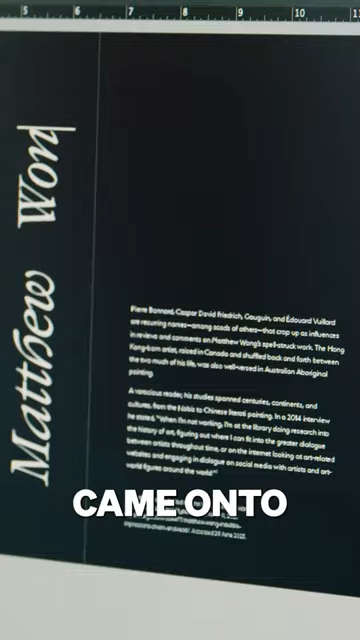 5 6 7 8 9 10 11
Matthew Won
Pierre Bonnard, Caspar David Friedrich, Gauguin, and Édouard Vuillard
are recurring names—among scads of others—that crop up as influences
in reviews and comments on Matthew Wong's spell-struck work. The Hong
Kong-born artist, raised in Canada and shuffled back and forth between
the two much of his life, was also well-versed in Australian Aboriginal
painting.
A voracious reader, his studies spanned centuries, continents, and
cultures, from the Nabis to Chinese literati painting. In a 2014 interview
he stated, "When I'm not working, I'm at the library doing research into
the history of art, figuring out where I can fit into the greater dialogue
between artists throughout time, or on the internet looking at art-related
websites and engaging in dialogue on social media with artists and art-
world figures around the world."
CAME ONTO
Accessed 20 June 2023.